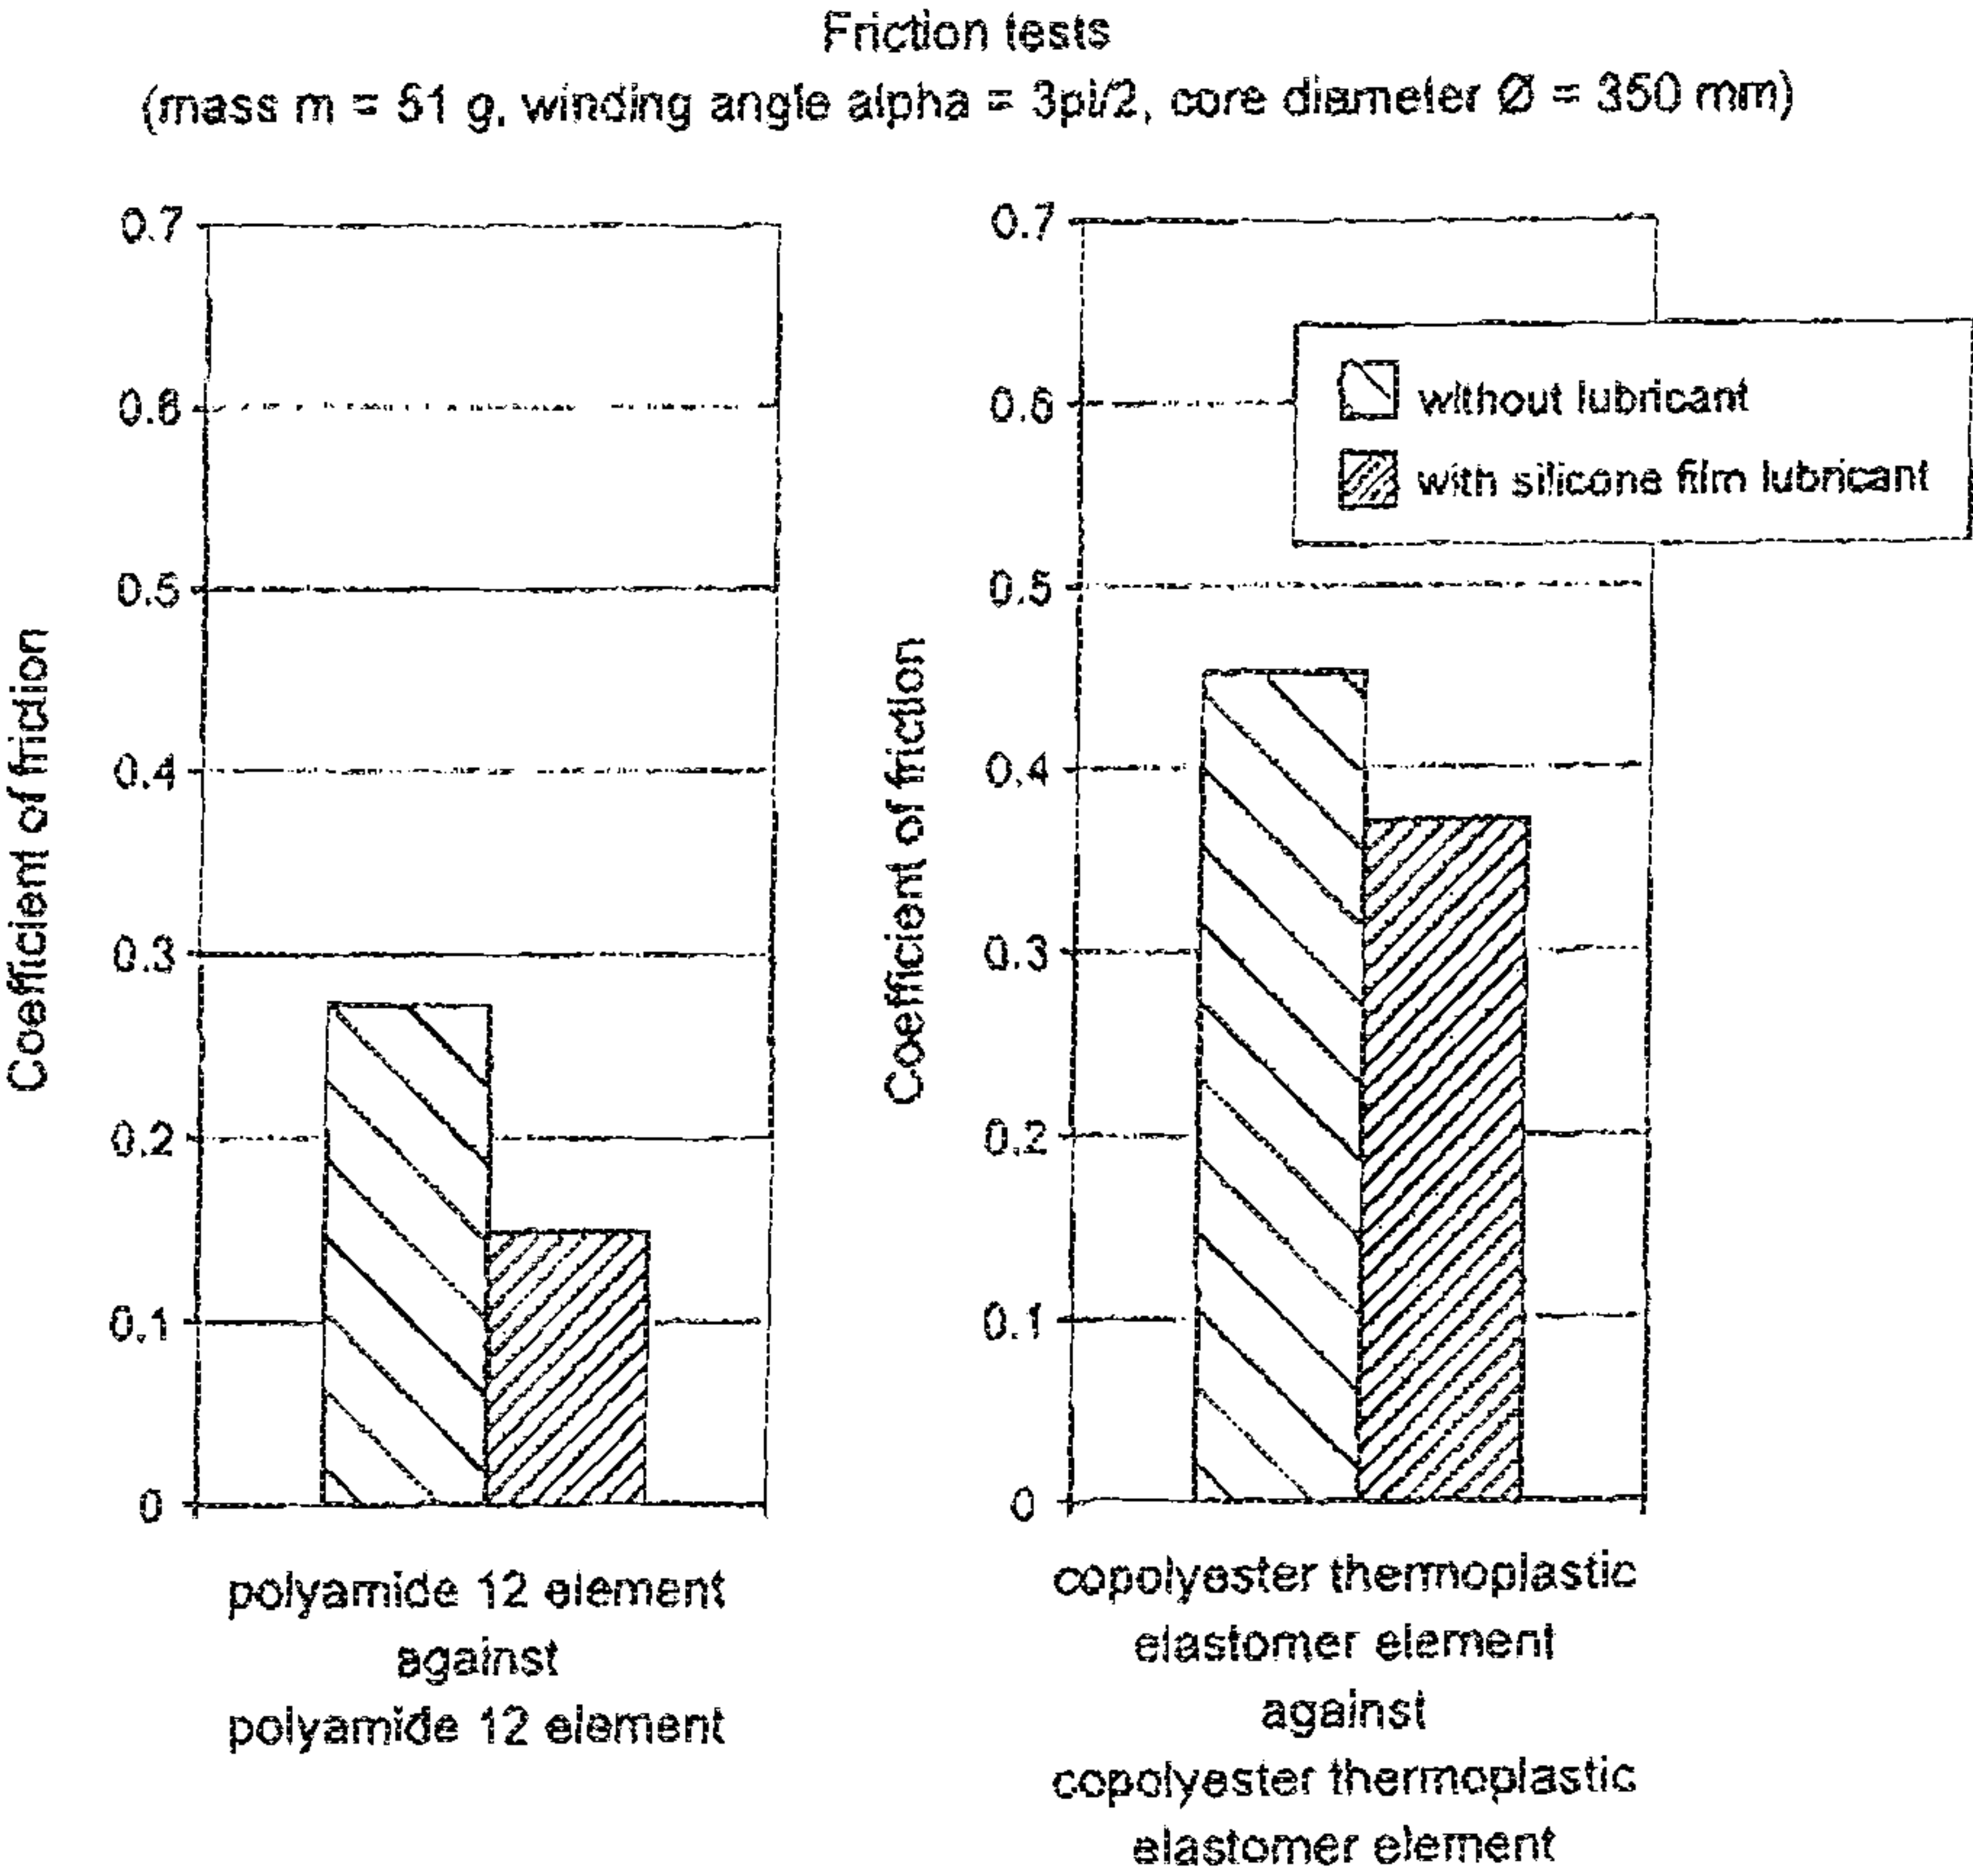 Friction tests
(mass m = 51 g, winding angle alpha = 3pi/2, core diameter Ø = 350 mm)
Coefficient of friction
0.7
0.6
0.5
0.4
0.3
0.2
0.1
0
polyamide 12 element
against
polyamide 12 element
Coefficient of friction
0.7
0.6
0.5
0.4
0.3
0.2
0.1
0
without lubricant
with silicone film lubricant
copolyester thermoplastic
elastomer element
against
copolyester thermoplastic
elastomer element